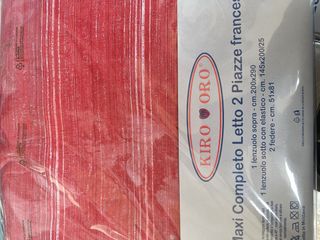 KIRO ORO®
Maxi Completo Letto 2 Piazze francese
1 lenzuolo sopra - cm. 200x290
1 lenzuolo sotto con elastico - cm. 145x200/25
2 federe - cm. 51x81